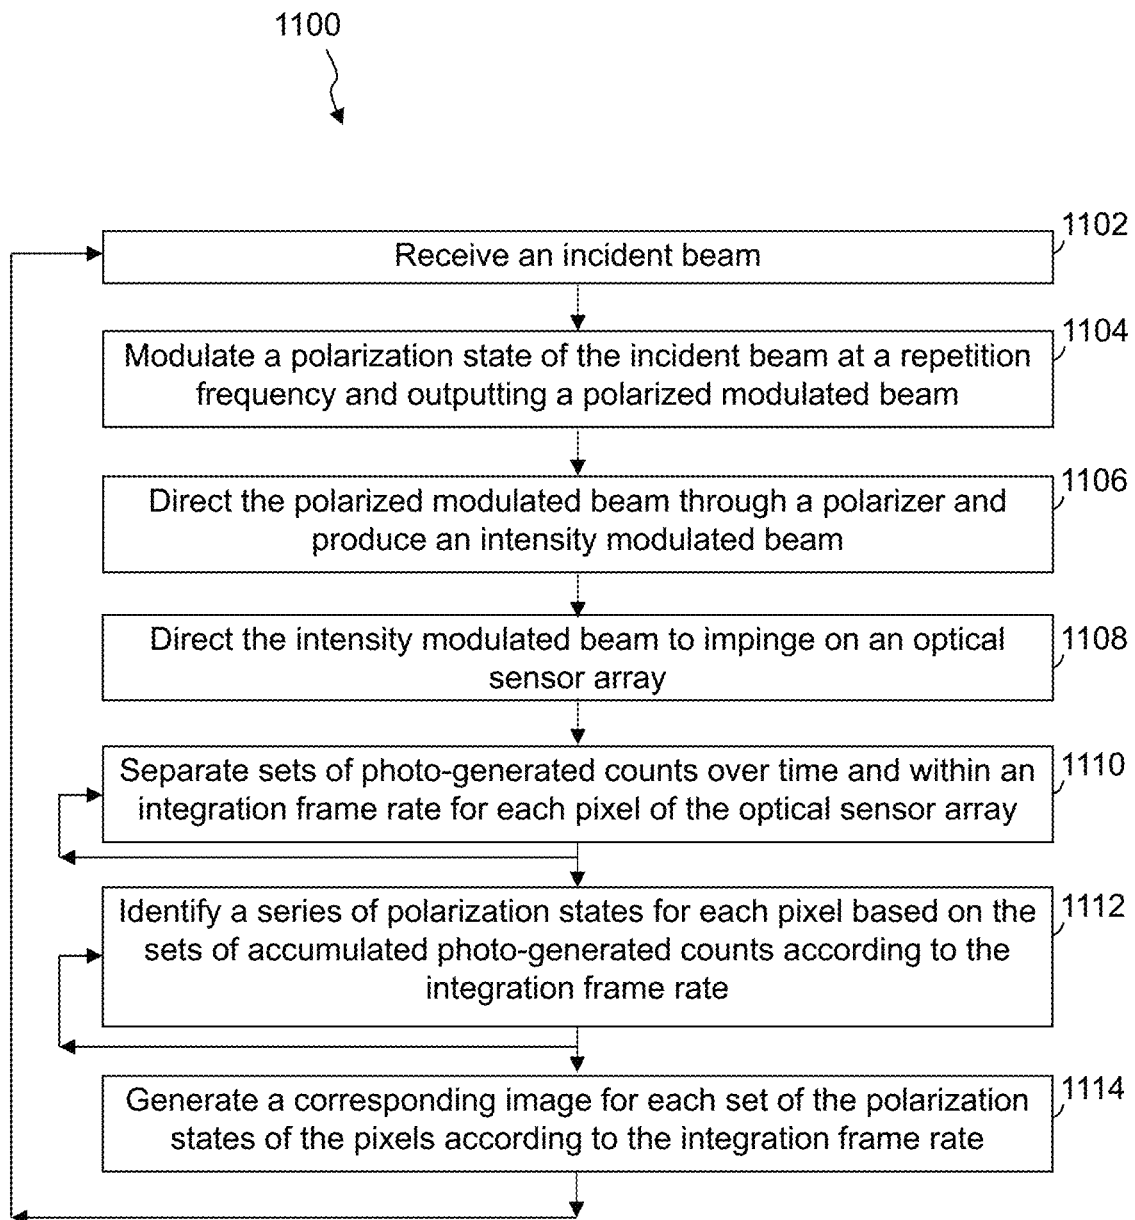 1100
1102
Receive an incident beam
1104
Modulate a polarization state of the incident beam at a repetition
frequency and outputting a polarized modulated beam
1106
Direct the polarized modulated beam through a polarizer and
produce an intensity modulated beam
1108
Direct the intensity modulated beam to impinge on an optical
sensor array
1110
Separate sets of photo-generated counts over time and within an
integration frame rate for each pixel of the optical sensor array
1112
Identify a series of polarization states for each pixel based on the
sets of accumulated photo-generated counts according to the
integration frame rate
1114
Generate a corresponding image for each set of the polarization
states of the pixels according to the integration frame rate